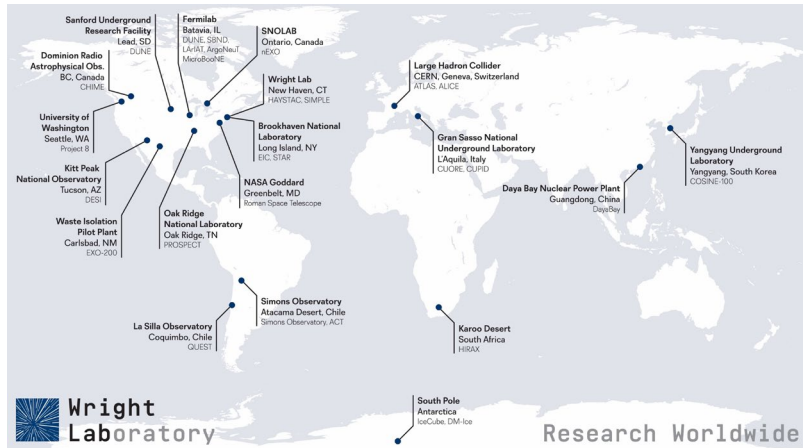 Sanford Underground
Research Facility
Lead, SD
DUNE
Fermilab
Batavia, IL
DUNE, SBND,
LArIAT, ArgoNeuT
MicroBooNE
SNOLAB
Ontario, Canada
nEXO
Dominion Radio
Astrophysical Obs.
BC, Canada
CHIME
Wright Lab
New Haven, CT
HAYSTAC, SIMPLE
University of
Washington
Seattle, WA
Project 8
Brookhaven National
Laboratory
Long Island, NY
EIC, STAR
Kitt Peak
National Observatory
Tucson, AZ
DESI
NASA Goddard
Greenbelt, MD
Roman Space Telescope
Waste Isolation
Pilot Plant
Carlsbad, NM
EXO-200
Oak Ridge
National Laboratory
Oak Ridge, TN
PROSPECT
Large Hadron Collider
CERN, Geneva, Switzerland
ATLAS, ALICE
Gran Sasso National
Underground Laboratory
L'Aquila, Italy
CUORE, CUPID
Yangyang Underground
Laboratory
Yangyang, South Korea
COSINE-100
Daya Bay Nuclear Power Plant
Guangdong, China
DayaBay
Simons Observatory
Atacama Desert, Chile
Simons Observatory, ACT
La Silla Observatory
Coquimbo, Chile
QUEST
Karoo Desert
South Africa
HIRAX
South Pole
Antarctica
IceCube, DM-Ice
Wright
Laboratory
Research Worldwide